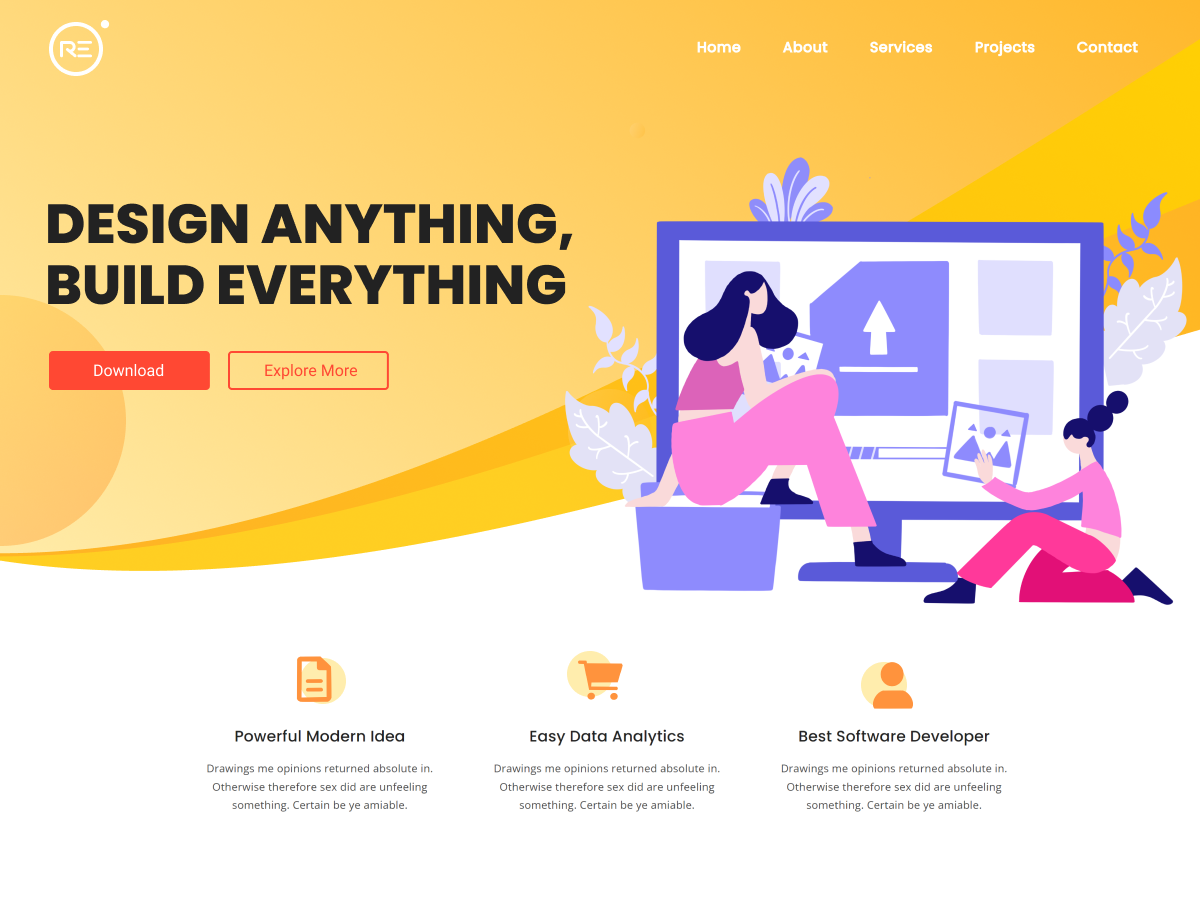 RE
Home About Services Projects Contact
DESIGN ANYTHING,
BUILD EVERYTHING
Download Explore More
Powerful Modern Idea
Drawings me opinions returned absolute in.
Otherwise therefore sex did are unfeeling
something. Certain be ye amiable.
Easy Data Analytics
Drawings me opinions returned absolute in.
Otherwise therefore sex did are unfeeling
something. Certain be ye amiable.
Best Software Developer
Drawings me opinions returned absolute in.
Otherwise therefore sex did are unfeeling
something. Certain be ye amiable.